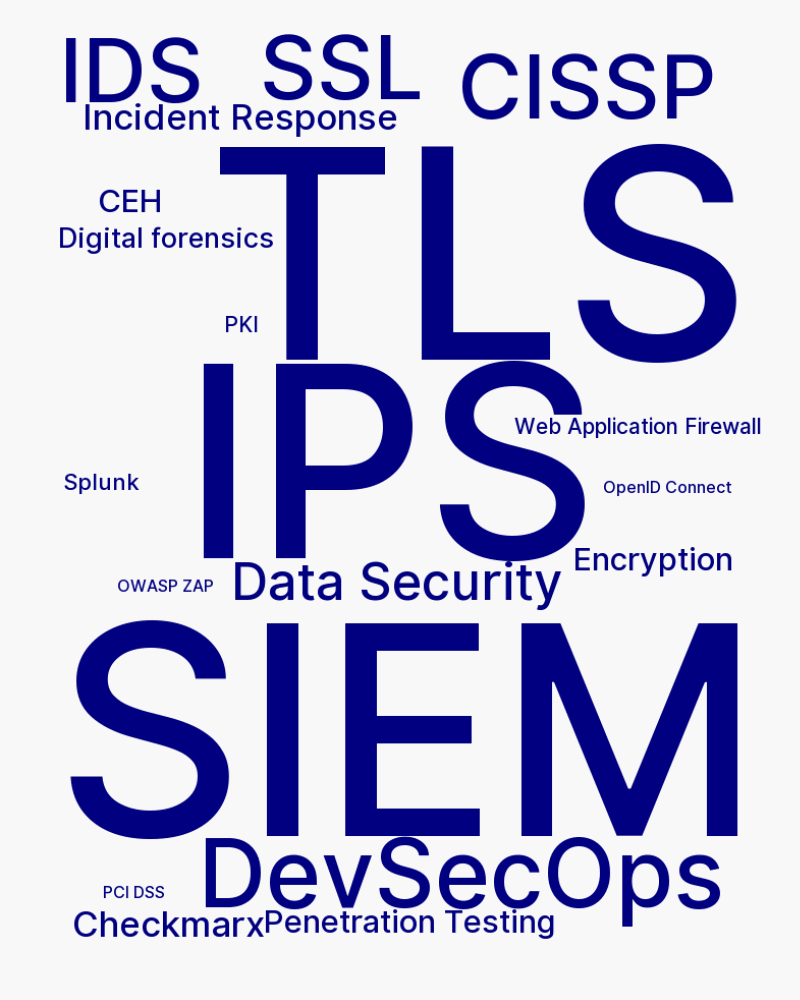 IDS
SSL
CISSP
Incident Response
TLS
CEH
Digital forensics
PKI
IPS
Web Application Firewall
Splunk
OpenID Connect
Encryption
OWASP ZAP
Data Security
SIEM
DevSecOps
PCI DSS
Checkmarx
Penetration Testing